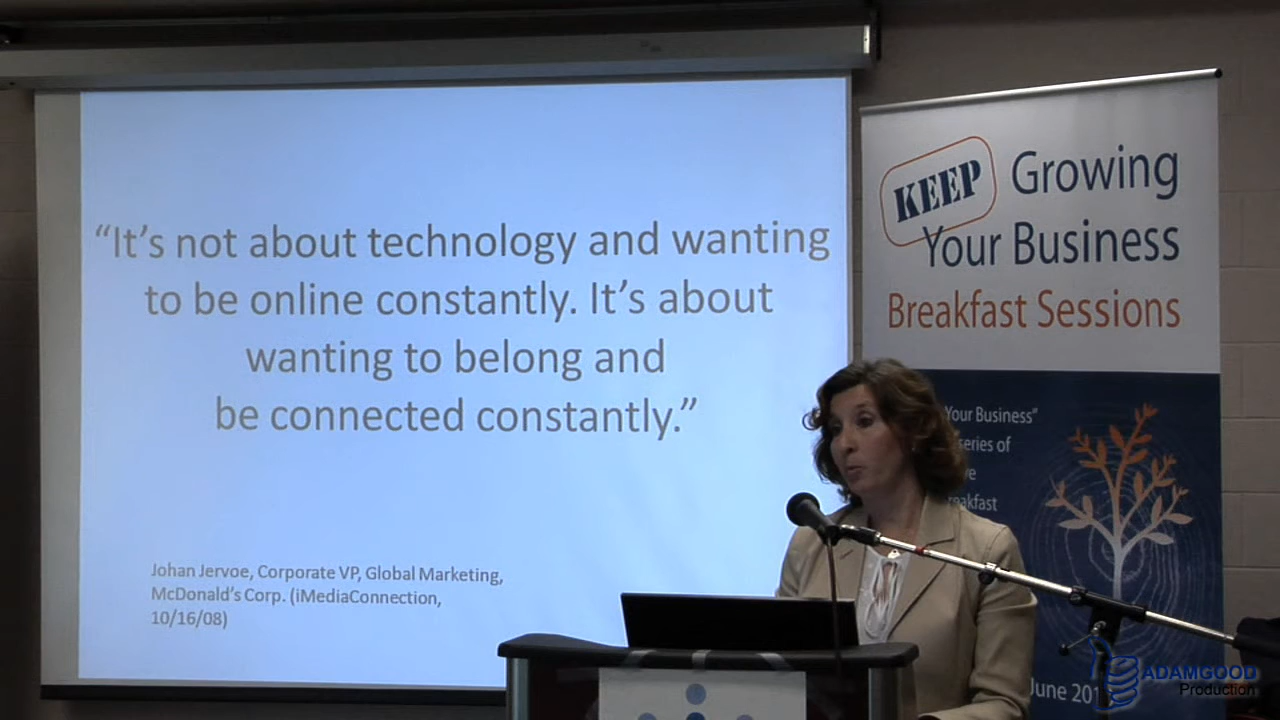 “It’s not about technology and wanting
to be online constantly. It’s about
wanting to belong and
be connected constantly.”
Johan Jervoe, Corporate VP, Global Marketing,
McDonald’s Corp. (iMediaConnection,
10/16/08)
KEEP Growing
Your Business
Breakfast Sessions
Your Business”
series of
June
ADAMGOOD
Production